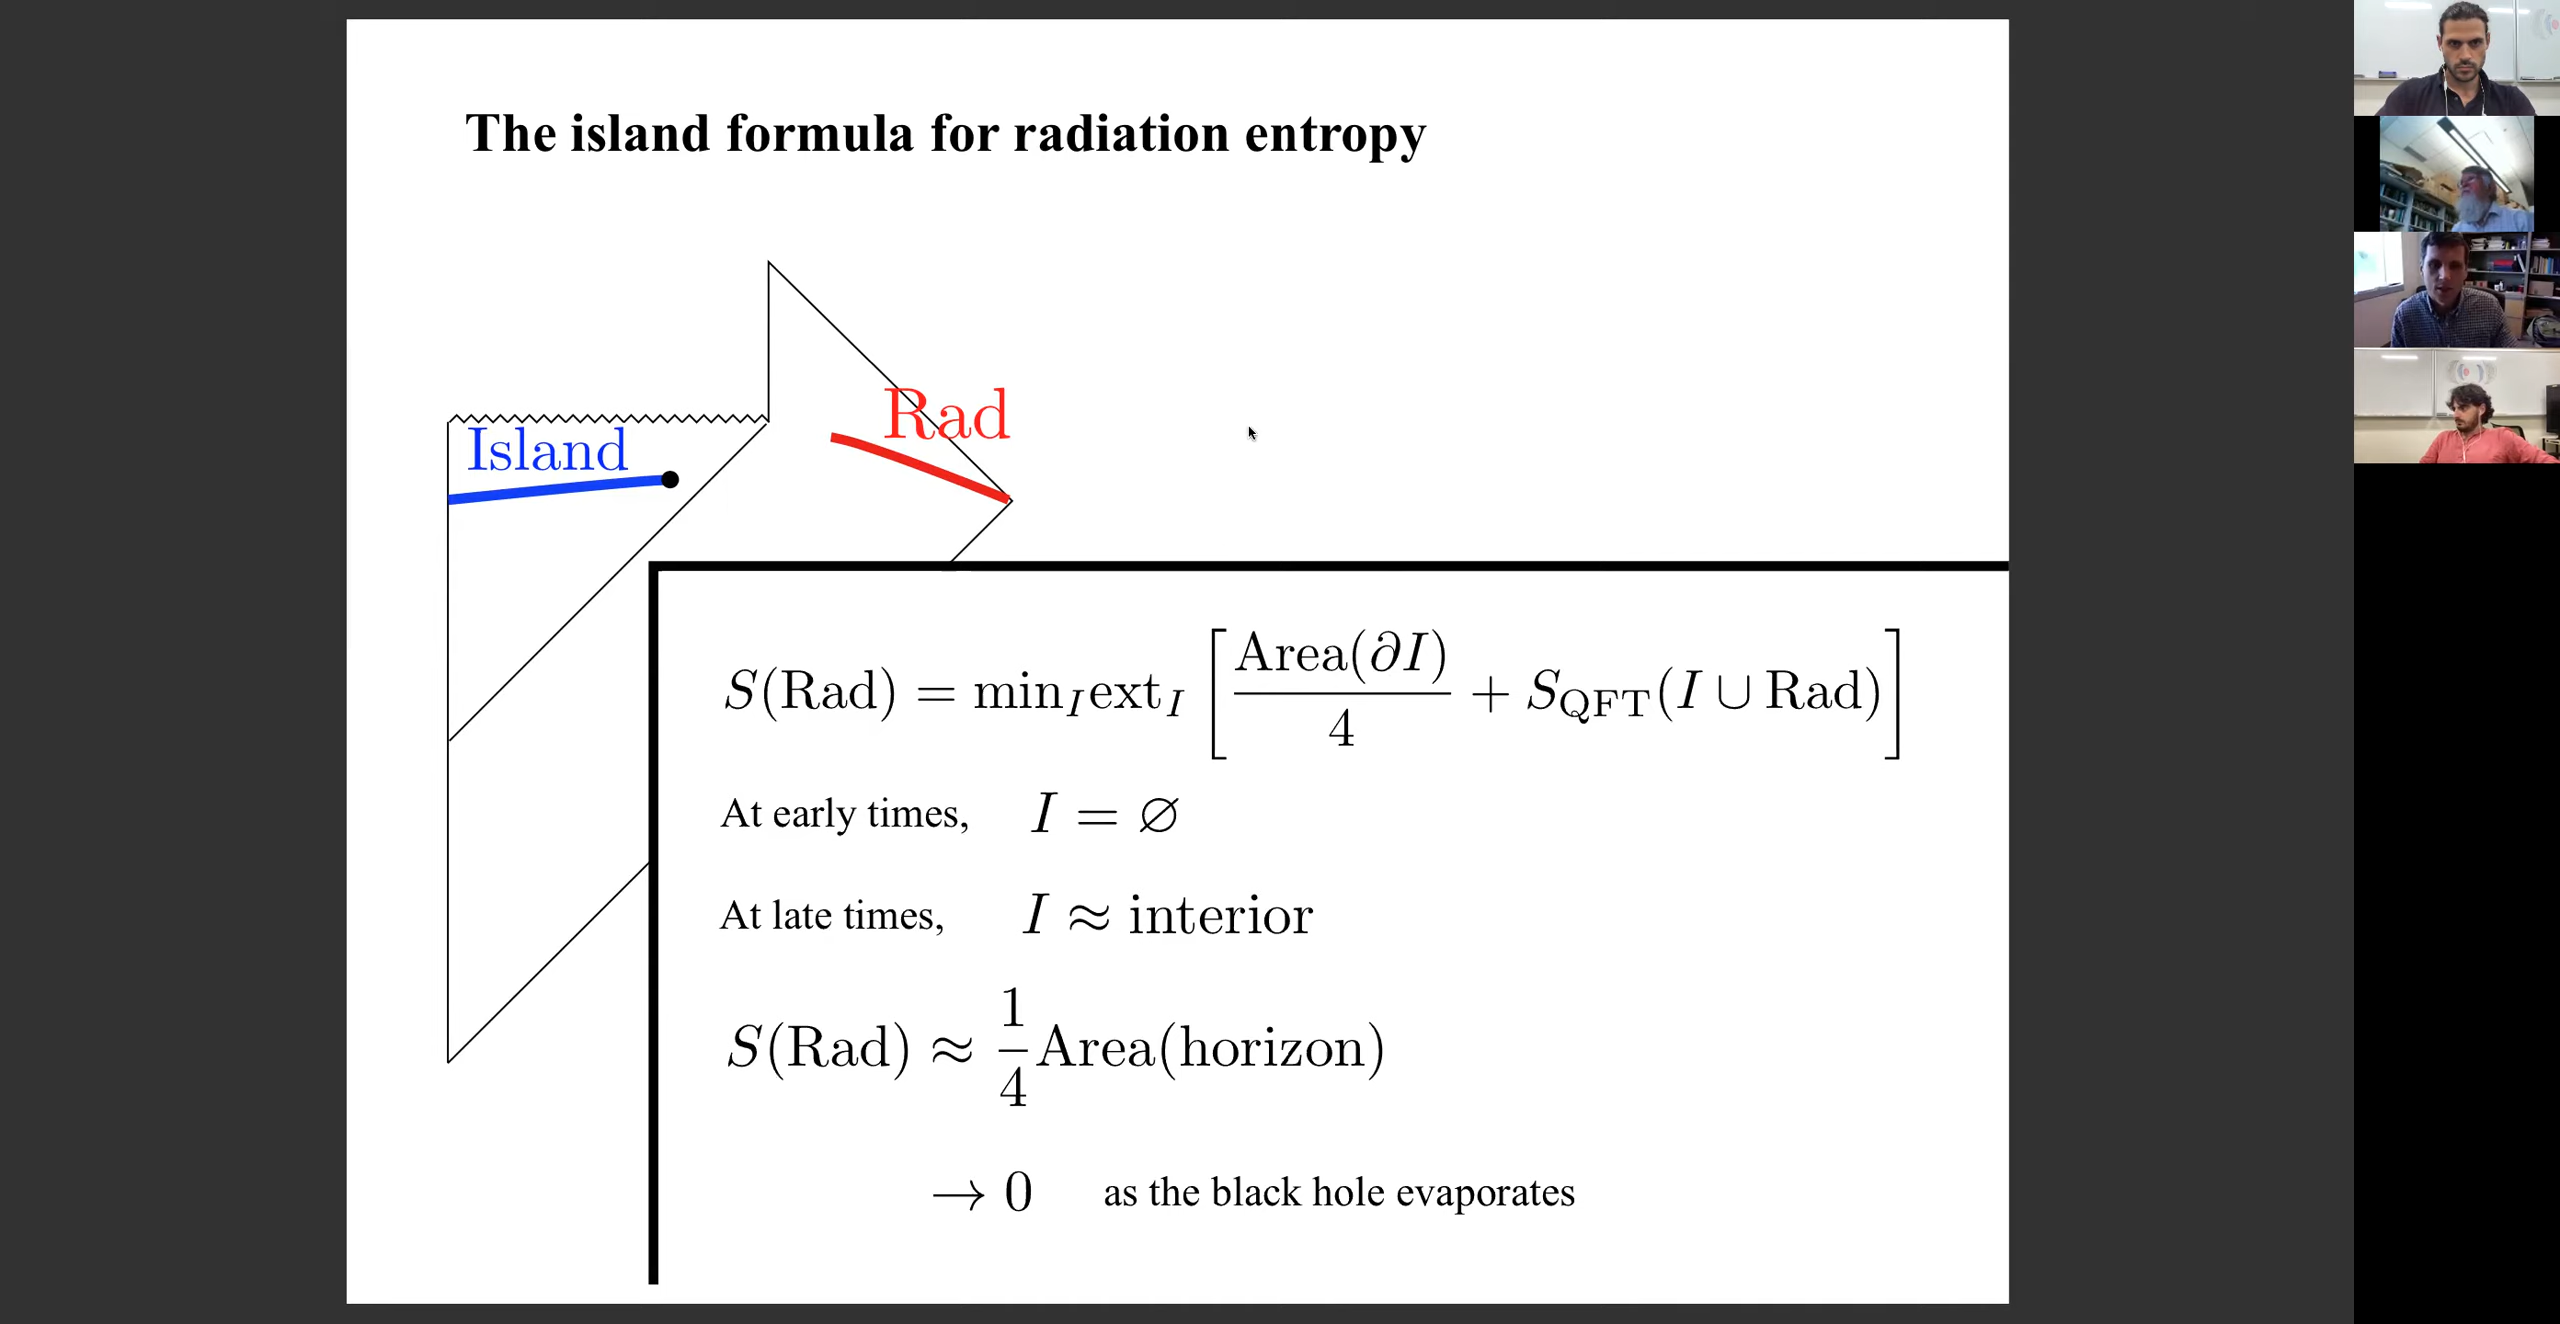 The island formula for radiation entropy
Rad
Island
S(Rad) = min_I ext_I [ Area(∂I) / 4 + S_QFT(I ∪ Rad) ]
At early times, I = ∅
At late times, I ≈ interior
S(Rad) ≈ 1/4 Area(horizon)
→ 0 as the black hole evaporates